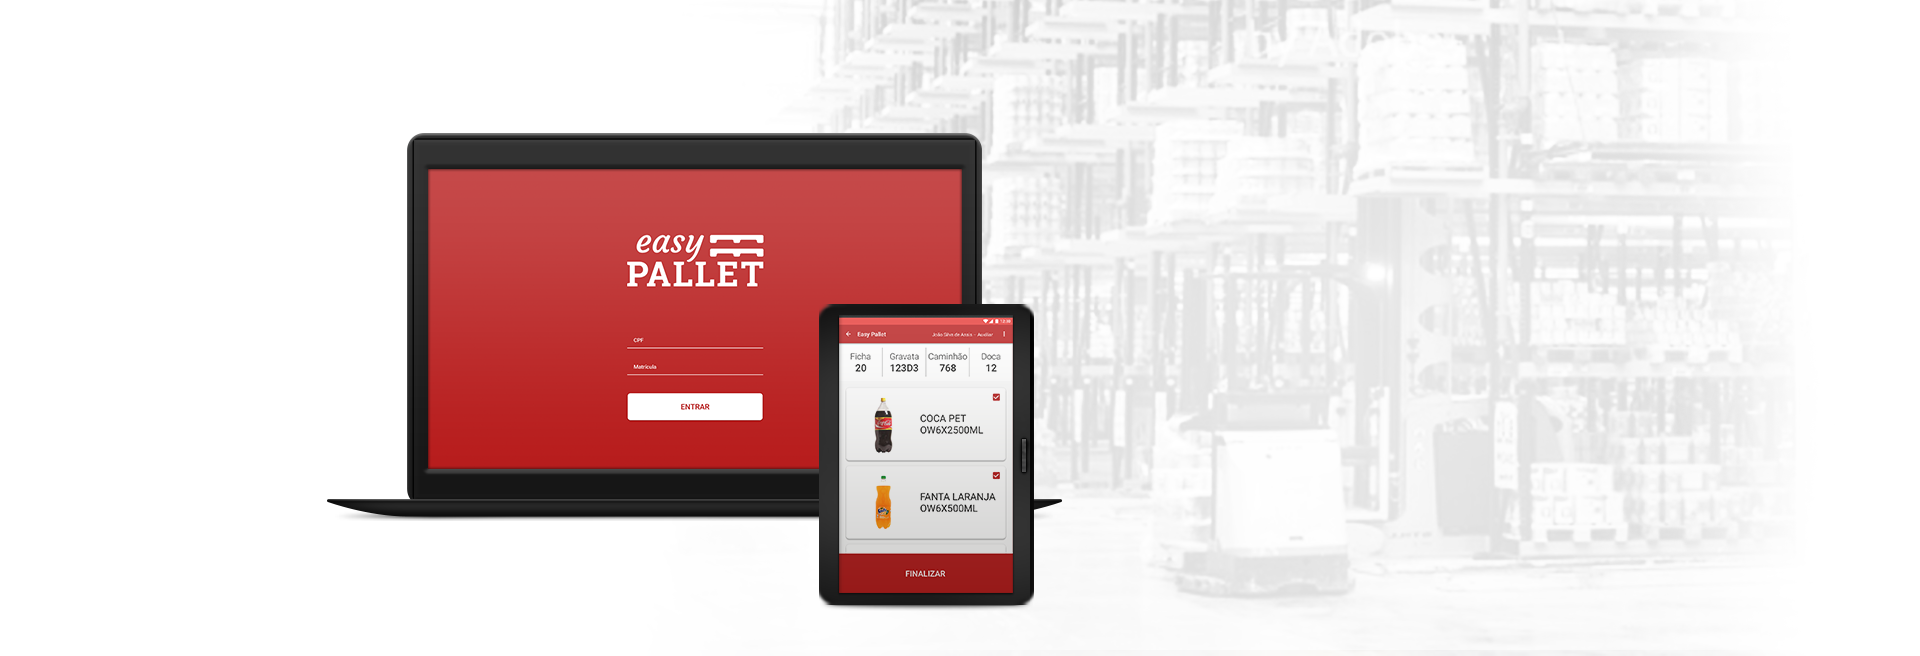 easy
PALLET
CPF
Matrícula
ENTRAR
Easy Pallet
João Silva de Assis - Auxiliar
Ficha Gravata Caminhão Doca
20 123D3 768 12
COCA PET
OW6X2500ML
FANTA LARANJA
OW6X500ML
FINALIZAR